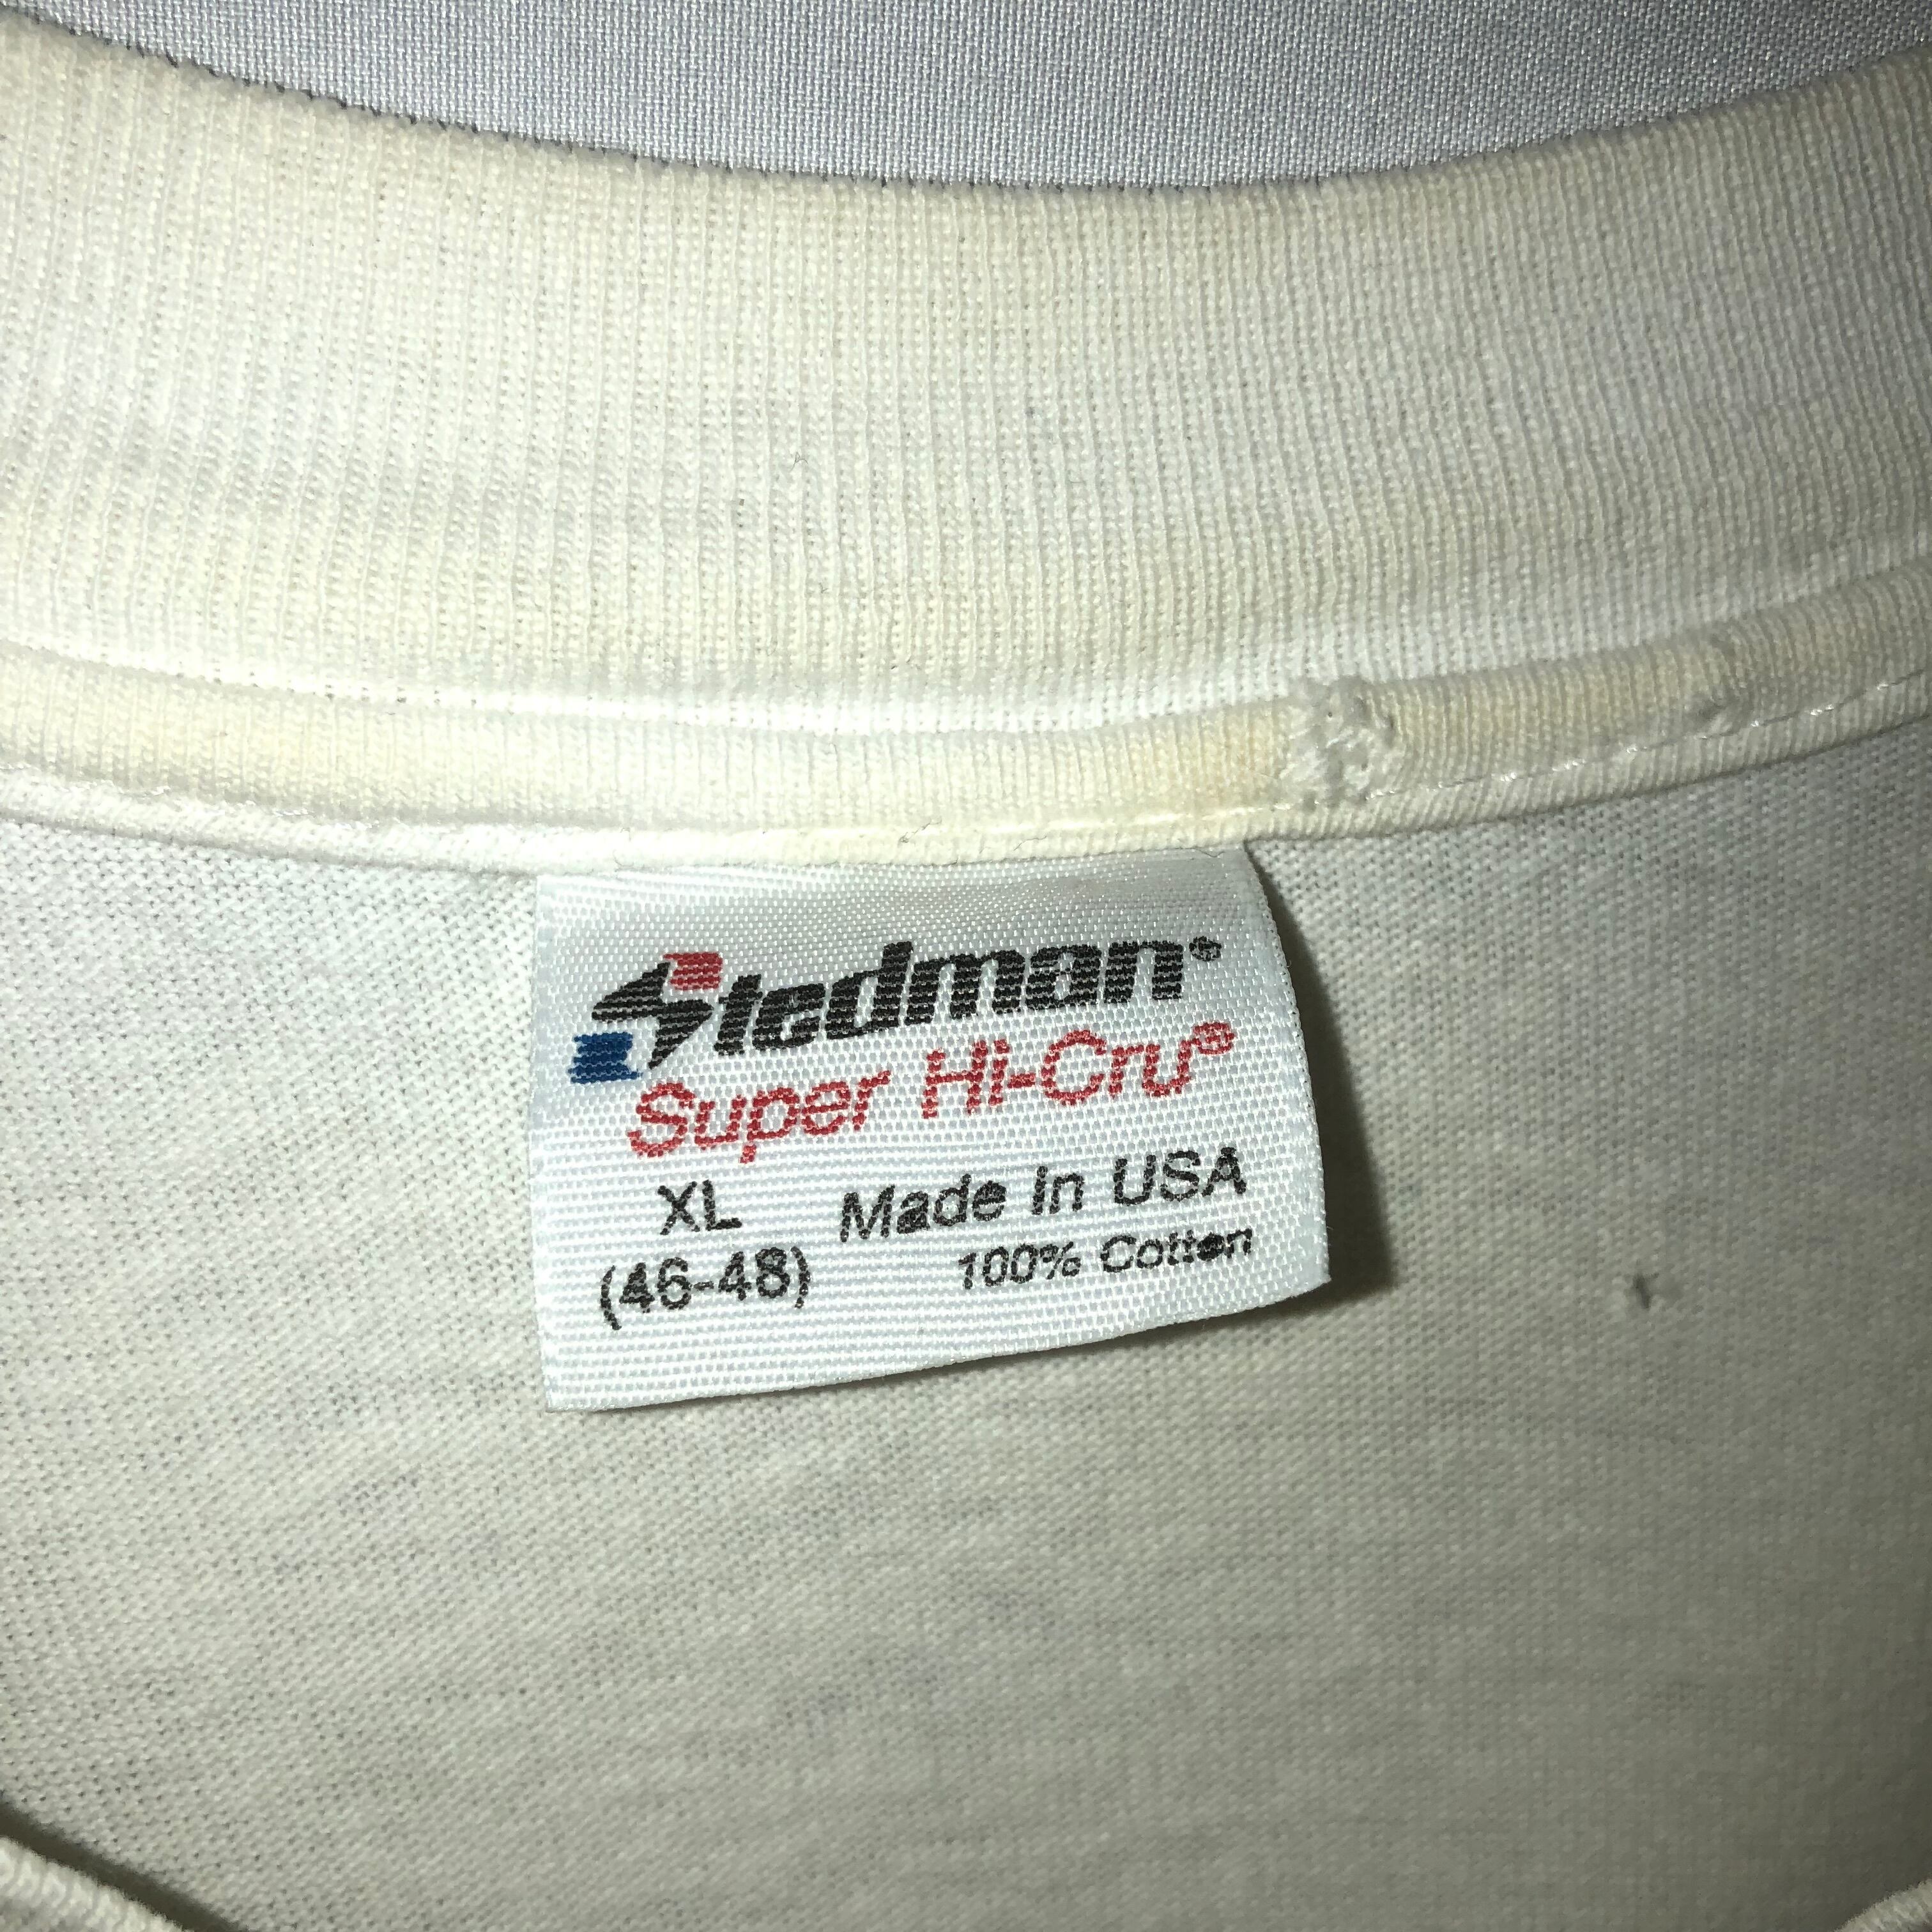 Stedman®
Super Hi-Cru®
XL Made in USA
(46-48) 100% Cotton